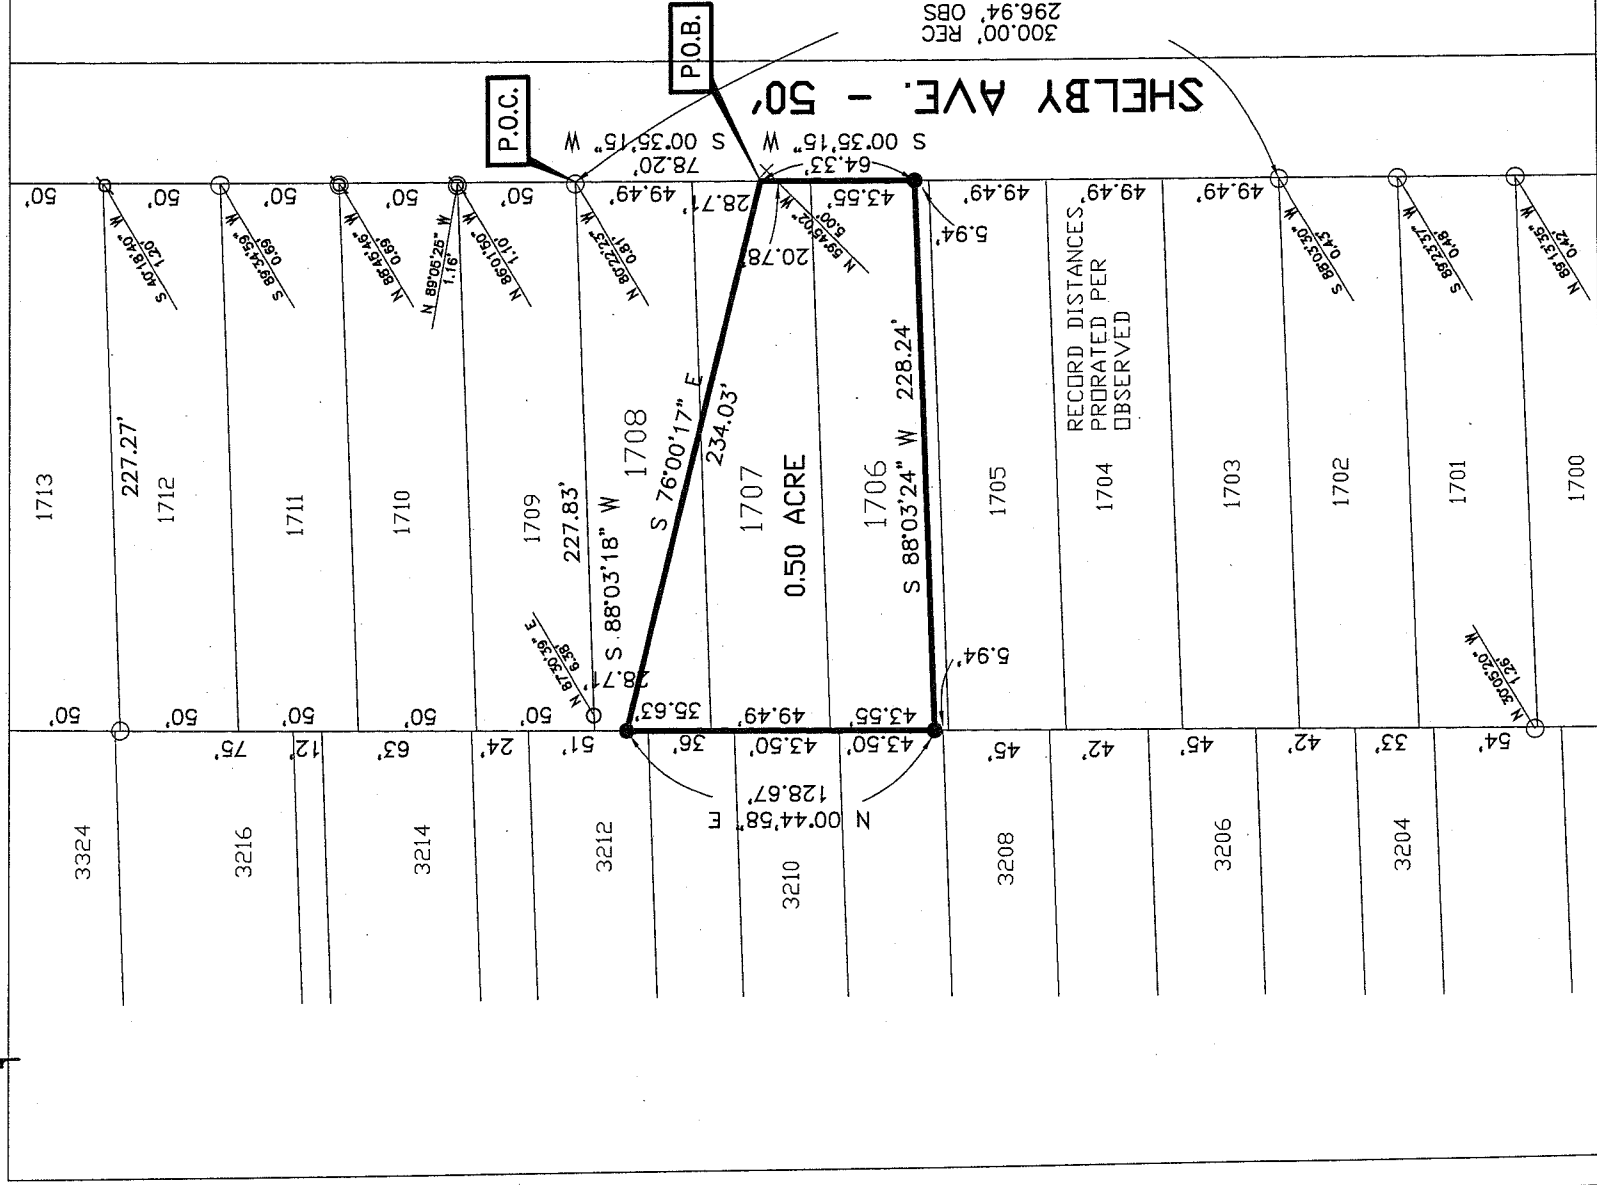 300.00' REC
296.94' OBS
P.O.B.
P.O.C.
SHELBY AVE. - 50'
S 00°35'15" W
78.20'
S 00°35'15" W
64.33'
50'
50'
50'
50'
50'
49.49'
28.71'
20.78'
43.55'
5.94'
49.49'
49.49'
49.49'
S 40°18'40" W
1.20'
S 89°34'59" W
0.69'
N 88°46'46" W
0.69'
N 89°05'25" W
1.16'
N 86°01'50" W
1.10'
N 80°22'23" W
0.81'
N 59°45'02" W
5.00'
S 88°03'30" W
0.43'
S 89°23'37" W
0.48'
N 89°13'35" W
0.42'
RECORD DISTANCES
PRORATED PER
OBSERVED
1713
227.27'
1712
1711
1710
1709
227.83'
S 88°03'18" W
1708
S 76°00'17" E
234.03'
1707
0.50 ACRE
1706
S 88°03'24" W 228.24'
1705
1704
1703
1702
1701
1700
N 87°30'39" E
6.38'
28.71'
5.94'
N 30°05'20" W
1.26'
50'
50'
50'
50'
50'
35.63'
49.49'
43.55'
75'
12'
63'
24'
51'
36'
43.50'
43.50'
45'
42'
45'
42'
33'
54'
N 00°44'58" E
128.67'
3324
3216
3214
3212
3210
3208
3206
3204